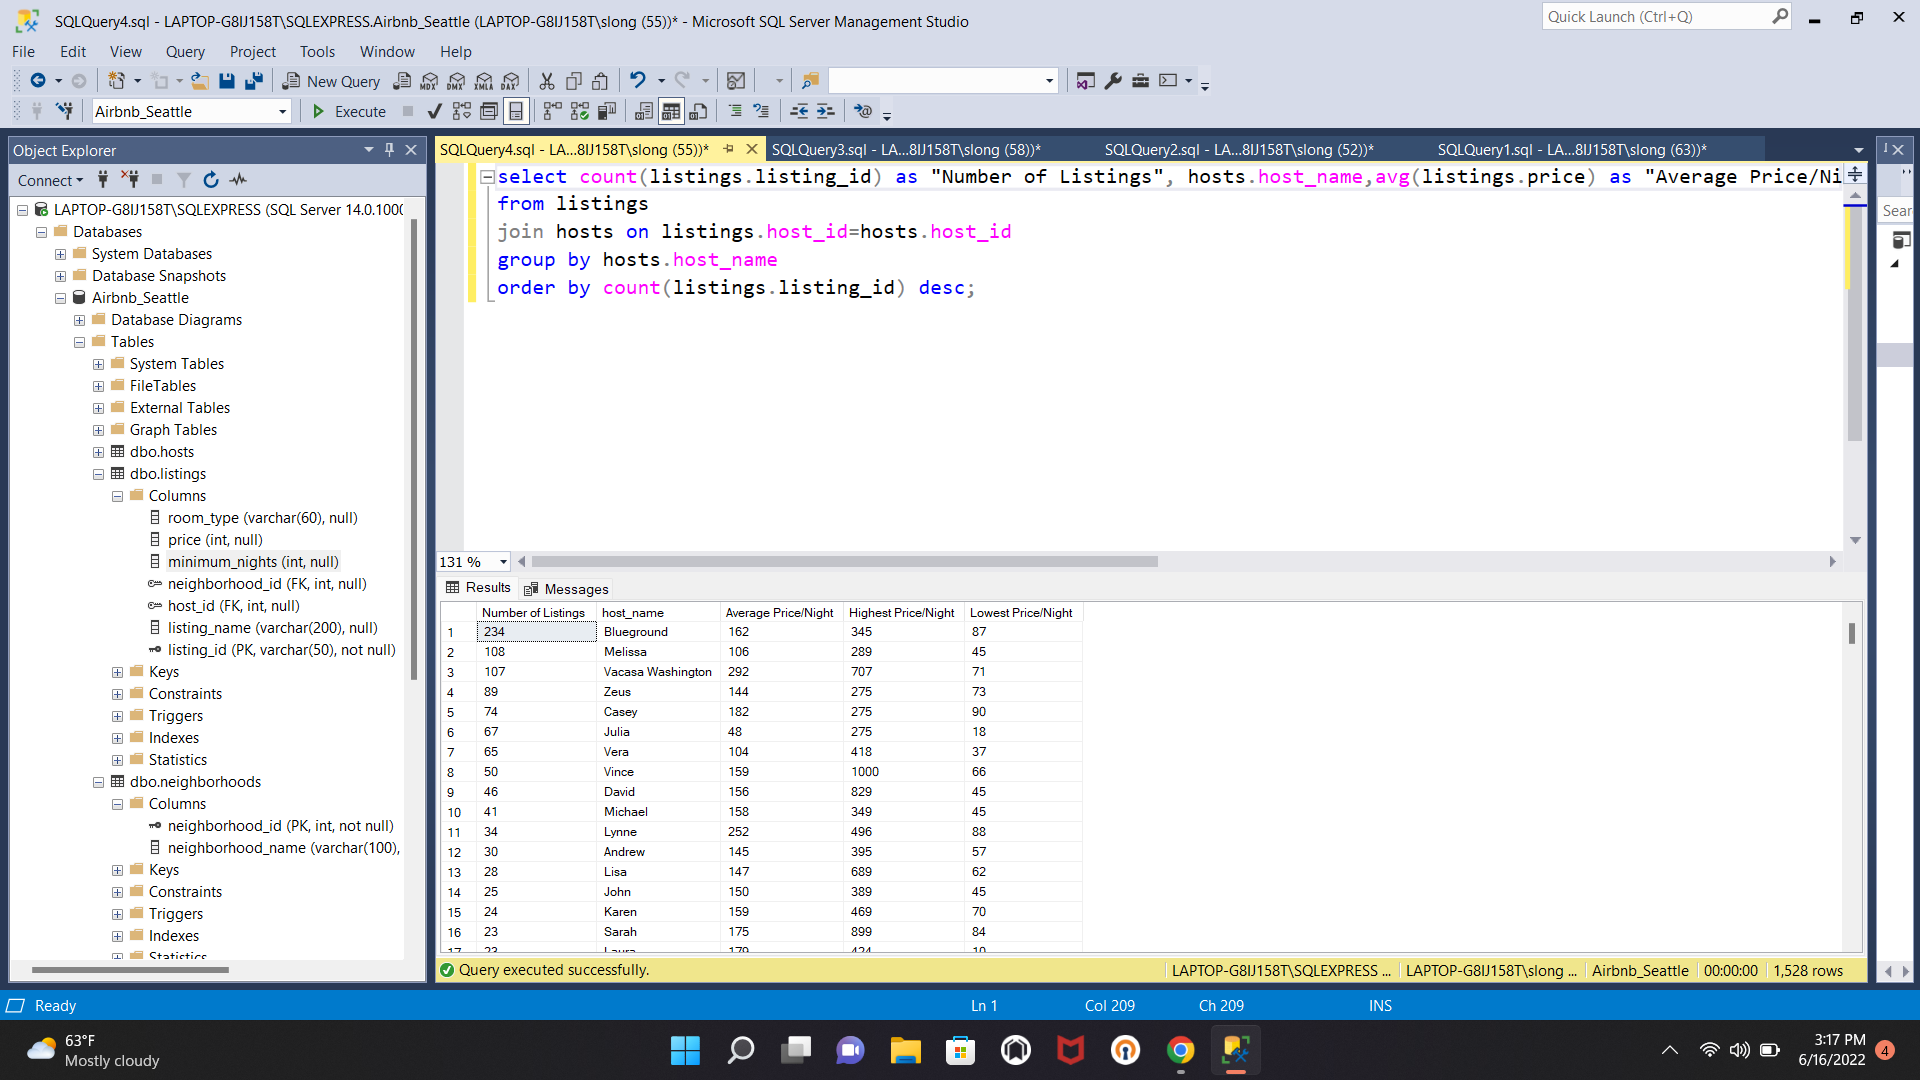 SQLQuery4.sql - LAPTOP-G8IJ158T\SQLEXPRESS.Airbnb_Seattle (LAPTOP-G8IJ158T\slong (55))* - Microsoft SQL Server Management Studio
Quick Launch (Ctrl+Q)
File Edit View Query Project Tools Window Help
New Query MDX DMX XMLA DAX
Airbnb_Seattle Execute
Object Explorer
Connect
LAPTOP-G8IJ158T\SQLEXPRESS (SQL Server 14.0.100
Databases
System Databases
Database Snapshots
Airbnb_Seattle
Database Diagrams
Tables
System Tables
FileTables
External Tables
Graph Tables
dbo.hosts
dbo.listings
Columns
room_type (varchar(60), null)
price (int, null)
minimum_nights (int, null)
neighborhood_id (FK, int, null)
host_id (FK, int, null)
listing_name (varchar(200), null)
listing_id (PK, varchar(50), not null)
Keys
Constraints
Triggers
Indexes
Statistics
dbo.neighborhoods
Columns
neighborhood_id (PK, int, not null)
neighborhood_name (varchar(100),
Keys
Constraints
Triggers
Indexes
Statistics
SQLQuery4.sql - LA...8IJ158T\slong (55))* SQLQuery3.sql - LA...8IJ158T\slong (58))* SQLQuery2.sql - LA...8IJ158T\slong (52))* SQLQuery1.sql - LA...8IJ158T\slong (63))*
select count(listings.listing_id) as "Number of Listings", hosts.host_name,avg(listings.price) as "Average Price/Ni
from listings
join hosts on listings.host_id=hosts.host_id
group by hosts.host_name
order by count(listings.listing_id) desc;
Sear
131 %
Results Messages
Number of Listings host_name Average Price/Night Highest Price/Night Lowest Price/Night
1 234 Blueground 162 345 87
2 108 Melissa 106 289 45
3 107 Vacasa Washington 292 707 71
4 89 Zeus 144 275 73
5 74 Casey 182 275 90
6 67 Julia 48 275 18
7 65 Vera 104 418 37
8 50 Vince 159 1000 66
9 46 David 156 829 45
10 41 Michael 158 349 45
11 34 Lynne 252 496 88
12 30 Andrew 145 395 57
13 28 Lisa 147 689 62
14 25 John 150 389 45
15 24 Karen 159 469 70
16 23 Sarah 175 899 84
17 23 Laura 179 424 10
Query executed successfully. LAPTOP-G8IJ158T\SQLEXPRESS ... LAPTOP-G8IJ158T\slong ... Airbnb_Seattle 00:00:00 1,528 rows
Ready Ln 1 Col 209 Ch 209 INS
63°F
Mostly cloudy
3:17 PM
6/16/2022
4